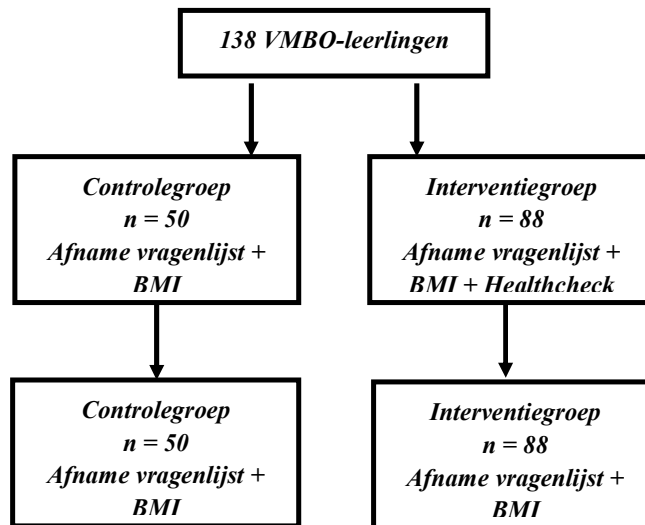 138 VMBO-leerlingen
Controlegroep
n = 50
Afname vragenlijst +
BMI
Interventiegroep
n = 88
Afname vragenlijst +
BMI + Healthcheck
Controlegroep
n = 50
Afname vragenlijst +
BMI
Interventiegroep
n = 88
Afname vragenlijst +
BMI